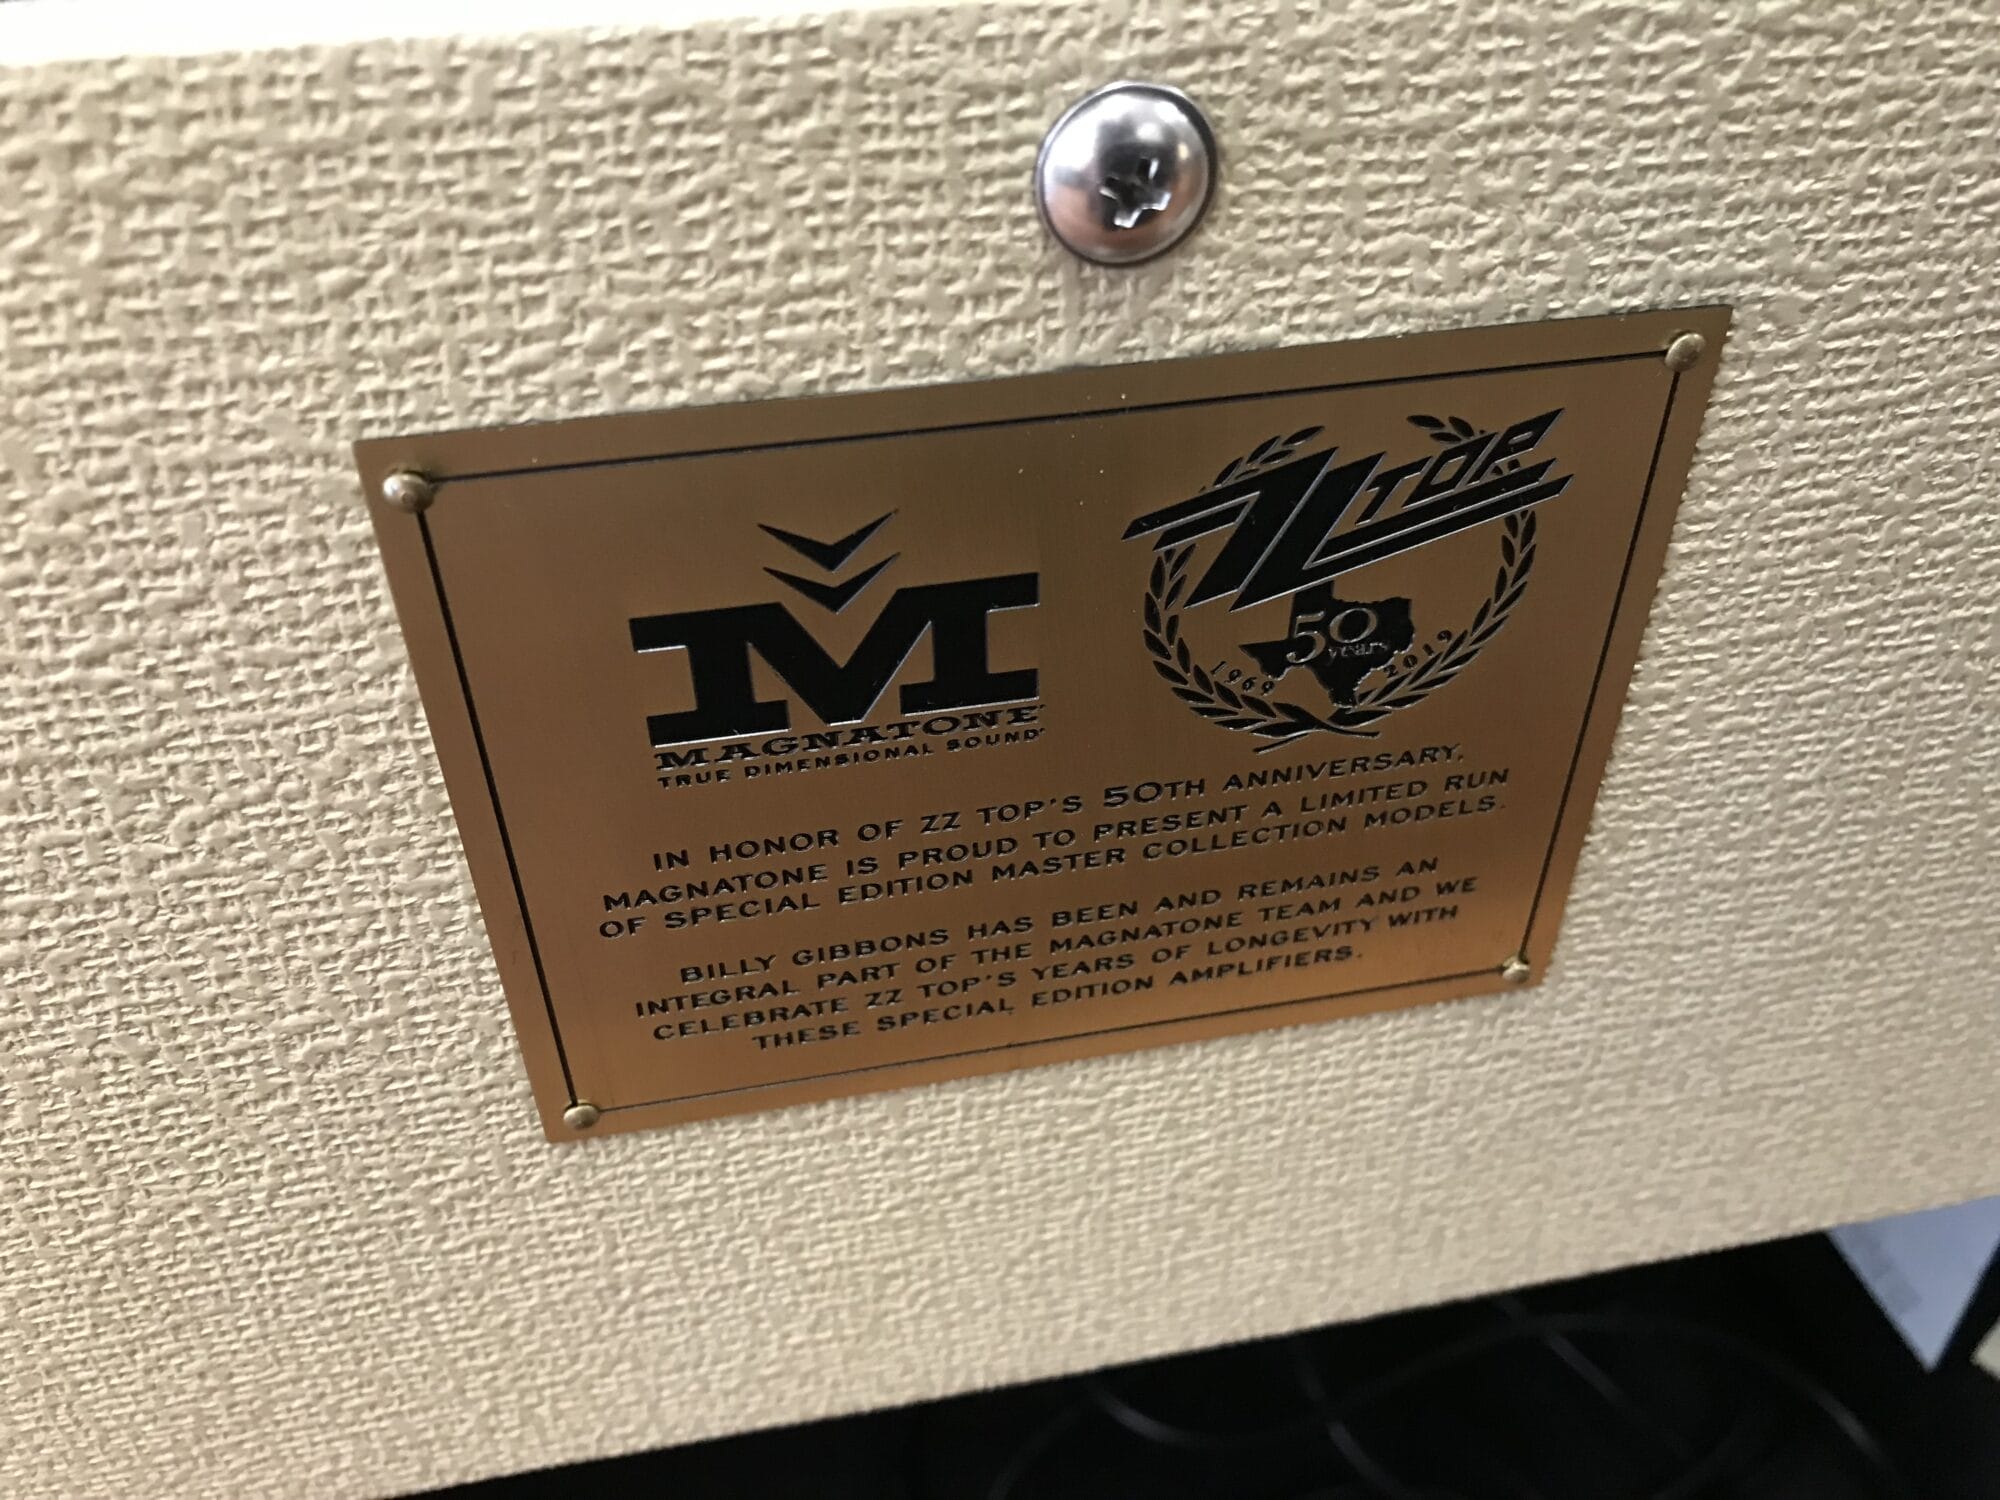 ZZ TOP
50
years
1969 2019
M
MAGNATONE
TRUE DIMENSIONAL SOUND
IN HONOR OF ZZ TOP'S 50TH ANNIVERSARY,
MAGNATONE IS PROUD TO PRESENT A LIMITED RUN
OF SPECIAL EDITION MASTER COLLECTION MODELS.
BILLY GIBBONS HAS BEEN AND REMAINS AN
INTEGRAL PART OF THE MAGNATONE TEAM AND WE
CELEBRATE ZZ TOP'S YEARS OF LONGEVITY WITH
THESE SPECIAL EDITION AMPLIFIERS.